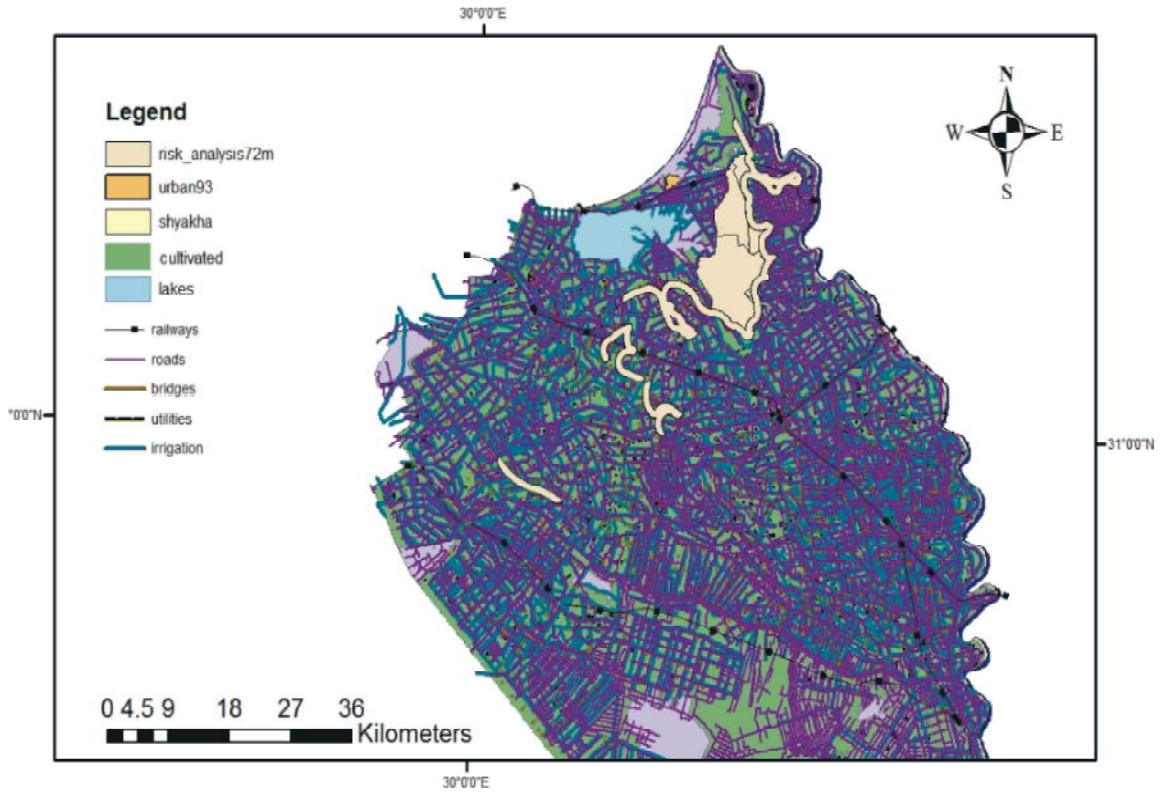 30°0'0"E
N
W E
S
Legend
risk_analysis72m
urban93
shyakha
cultivated
lakes
railways
roads
bridges
utilities
irrigation
°0'0"N
31°0'0"N
0 4.5 9 18 27 36
Kilometers
30°0'0"E